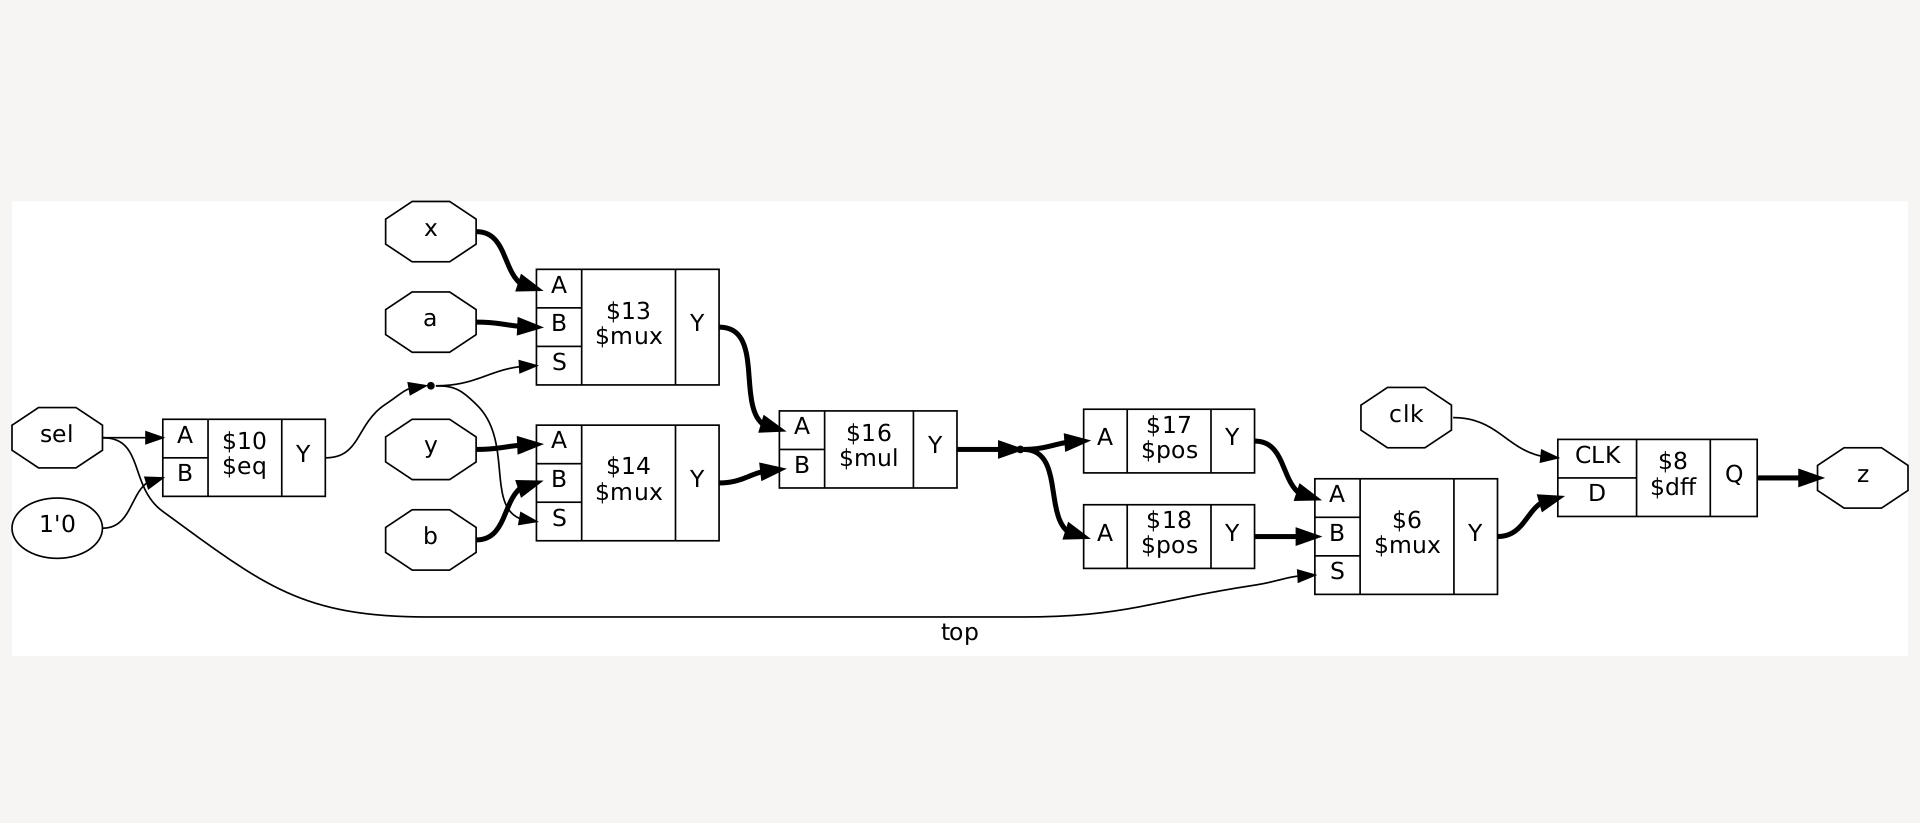 x
a
A
B
S
$13
$mux
Y
sel
1'0
A
B
$10
$eq
Y
y
b
A
B
S
$14
$mux
Y
A
B
$16
$mul
Y
A
$17
$pos
Y
A
$18
$pos
Y
clk
A
B
S
$6
$mux
Y
CLK
D
$8
$dff
Q
z
top